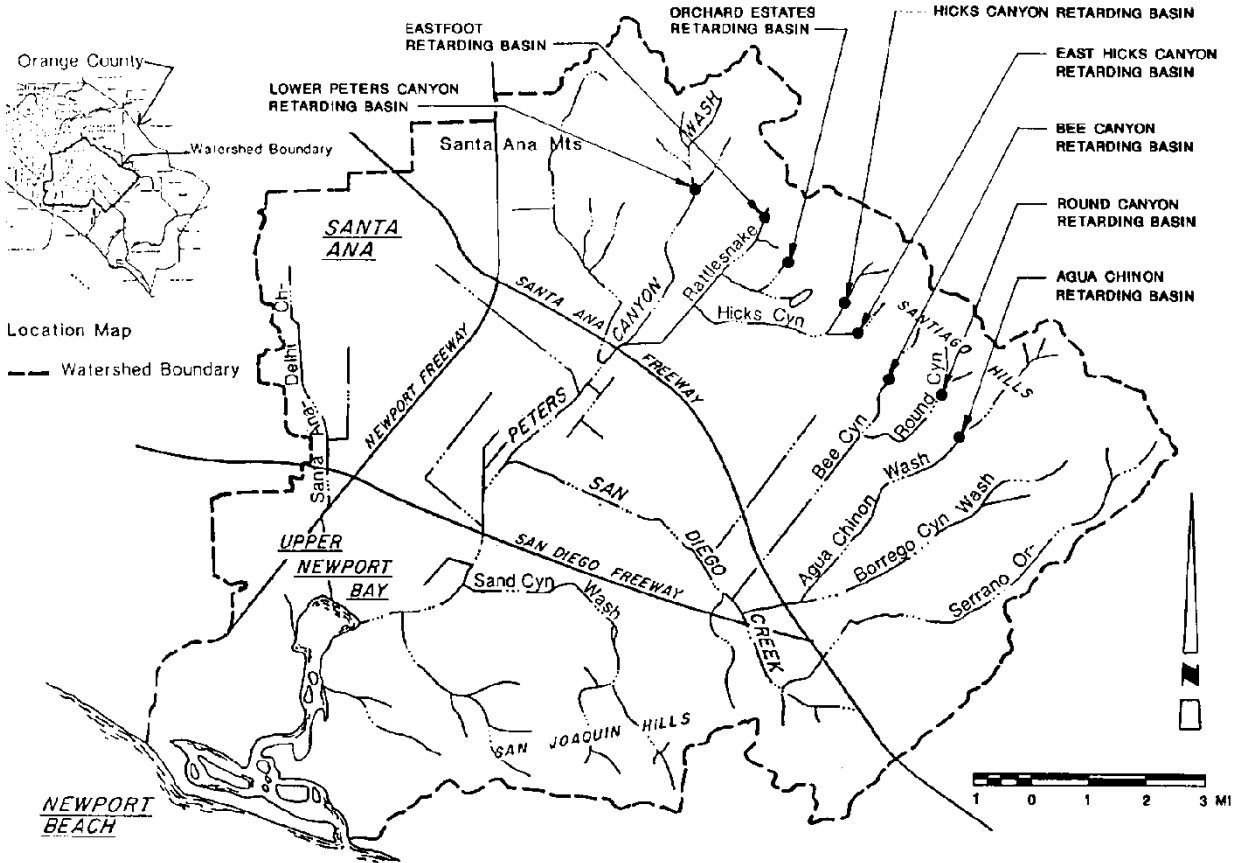 ORCHARD ESTATES
RETARDING BASIN
HICKS CANYON RETARDING BASIN
EASTFOOT
RETARDING BASIN
EAST HICKS CANYON
RETARDING BASIN
Orange County
LOWER PETERS CANYON
RETARDING BASIN
WASH
BEE CANYON
RETARDING BASIN
Santa Ana Mts
Watershed Boundary
ROUND CANYON
RETARDING BASIN
SANTA
ANA
Rattlesnake
AGUA CHINON
RETARDING BASIN
SANTA ANA
FREEWAY
CANYON
Hicks Cyn
SANTIAGO
HILLS
Location Map
Watershed Boundary
Santa Ana-
Delhi Ch-
NEWPORT FREEWAY
PETERS
Round Cyn
Bee Cyn
SAN
DIEGO
CREEK
Agua Chinon
Wash
Borrego Cyn Wash
Serrano Cr-
UPPER
NEWPORT
BAY
SAN DIEGO FREEWAY
Sand Cyn
Wash
SAN JOAQUIN HILLS
N
NEWPORT
BEACH
1 0 1 2 3 MI